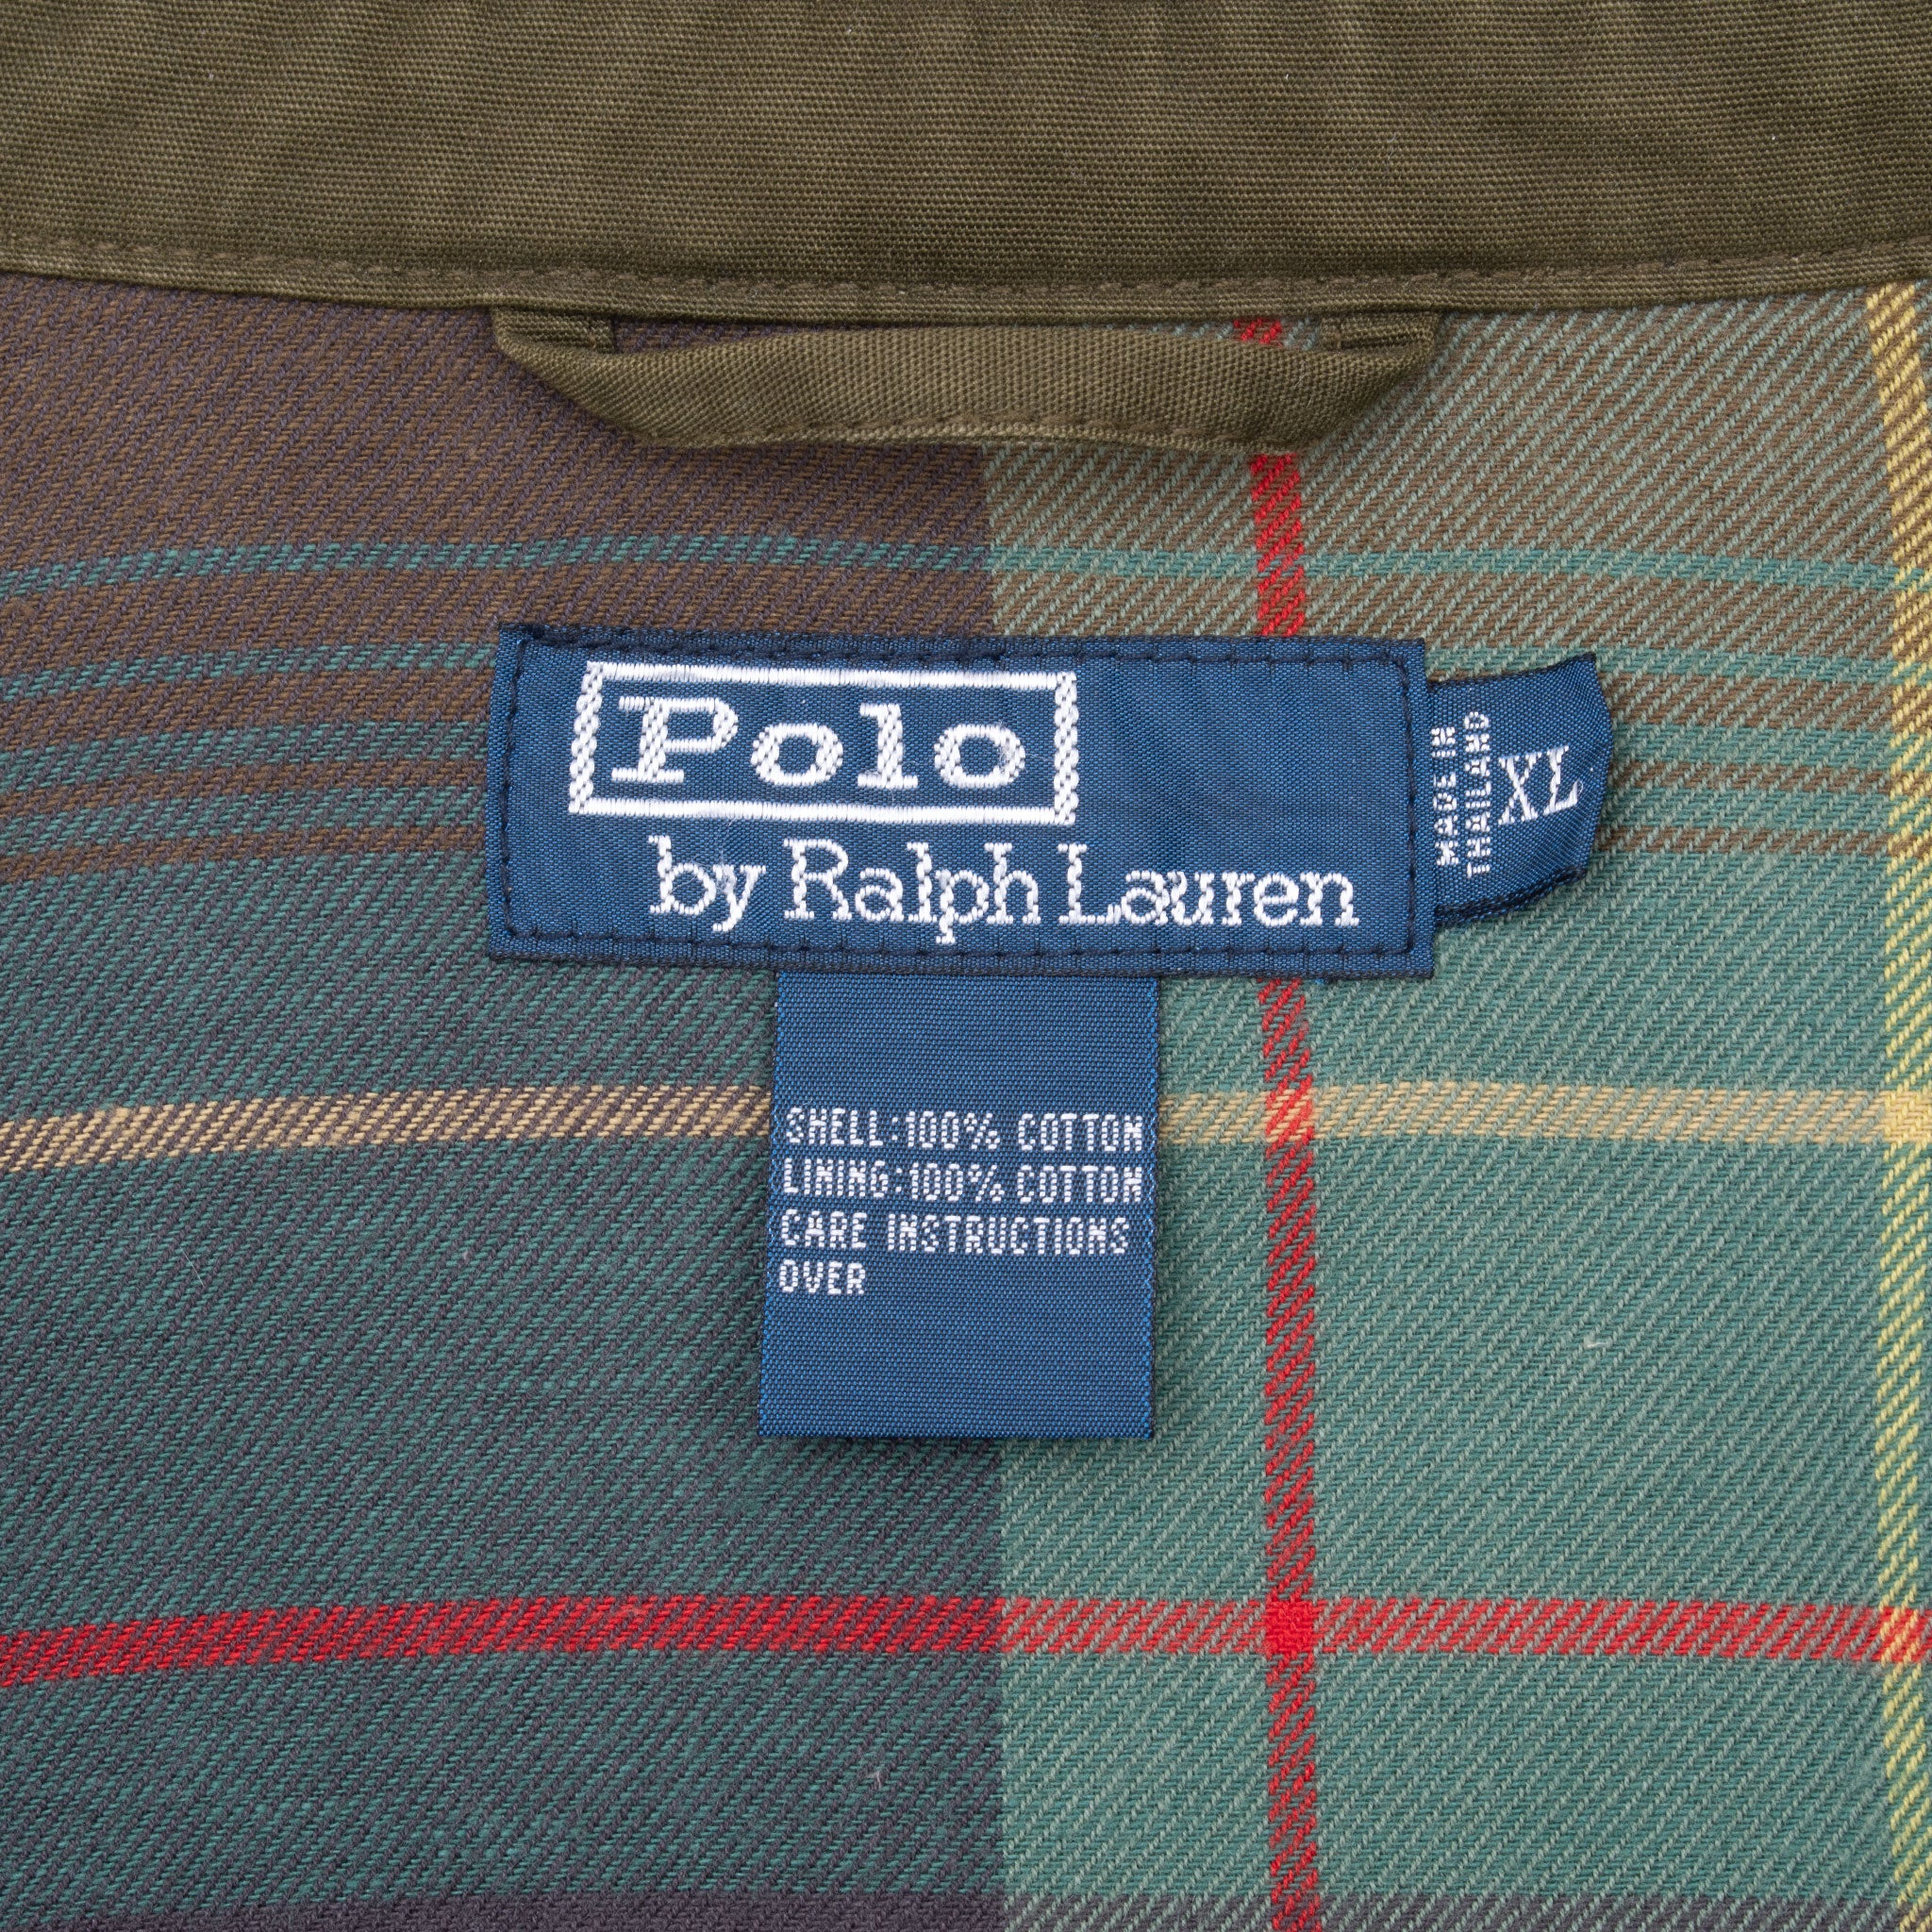 Polo
by Ralph Lauren
MADE IN
THAILAND
XL
SHELL:100% COTTON
LINING:100% COTTON
CARE INSTRUCTIONS
OVER